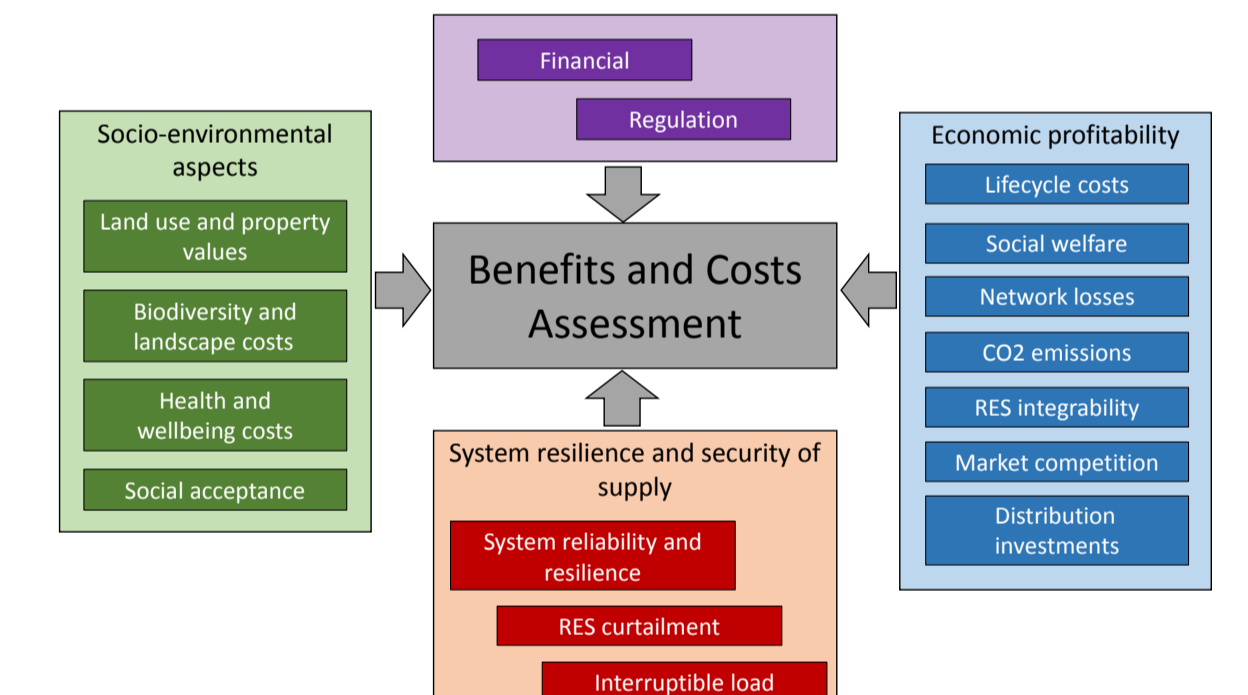 Financial
Regulation
Socio-environmental
aspects
Land use and property
values
Biodiversity and
landscape costs
Health and
wellbeing costs
Social acceptance
Benefits and Costs
Assessment
Economic profitability
Lifecycle costs
Social welfare
Network losses
CO2 emissions
RES integrability
Market competition
Distribution
investments
System resilience and security of
supply
System reliability and
resilience
RES curtailment
Interruptible load